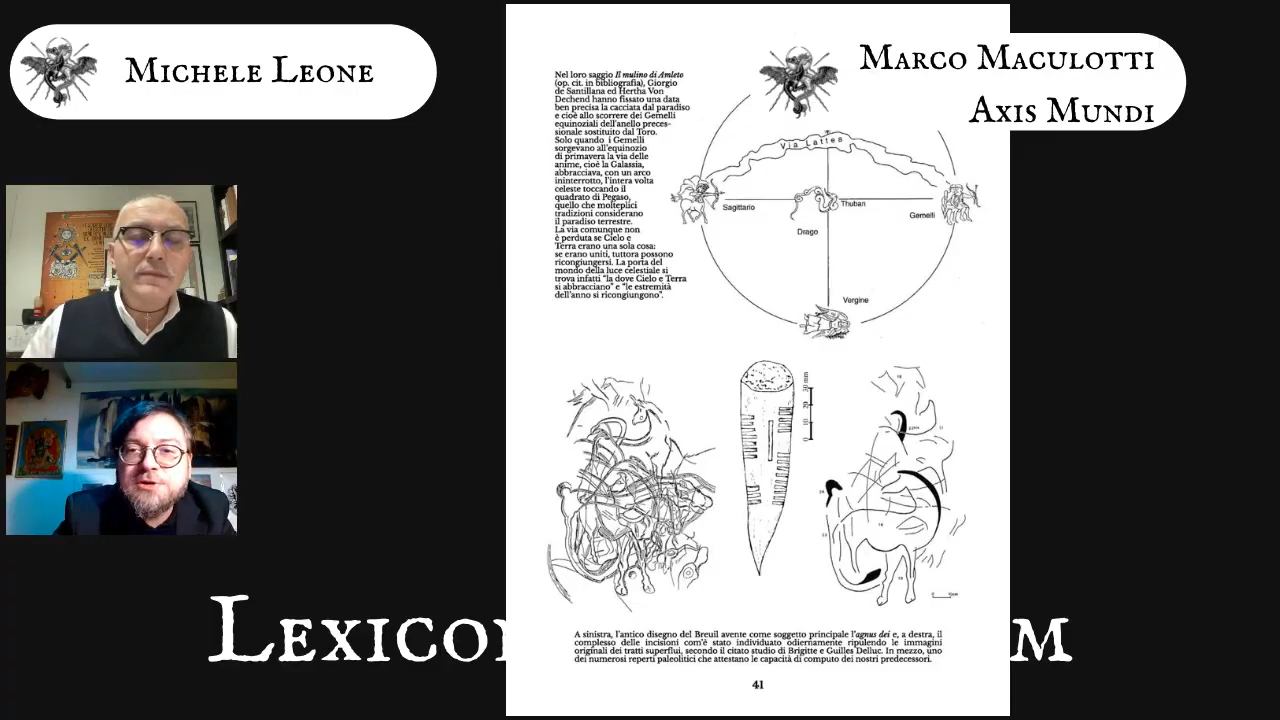 Michele Leone
Marco Maculotti
Axis Mundi
Nel loro saggio Il mulino di Amleto
(op. cit. in bibliografia), Giorgio
de Santillana ed Hertha Von
Dechend hanno fissato una data
ben precisa la cacciata dal paradiso
e cioè allo scorrere dei Gemelli
equinoziali dell'anello preces-
sionale sostituito dal Toro.
Solo quando i Gemelli
sorgevano all'equinozio
di primavera la via delle
anime, cioè la Galassia,
abbracciava, con un arco
ininterrotto, l'intera volta
celeste toccando il
quadrato di Pegaso,
quello che molteplici
tradizioni considerano
il paradiso terrestre.
La via comunque non
è perduta se Cielo e
Terra erano una sola cosa:
se erano uniti, tuttora possono
ricongiungersi. La porta del
mondo della luce celestiale si
trova infatti “la dove Cielo e Terra
si abbracciano” e “le estremità
dell'anno si ricongiungono”.
Via Lattea
Sagittario
Thuban
Gemelli
Drago
Vergine
0 10 20 30 mm
A sinistra, l'antico disegno del Breuil avente come soggetto principale l'agnus dei e, a destra, il
complesso delle incisioni com'è stato individuato odiernamente ripulendo le immagini
originali dei tratti superflui, secondo il citato studio di Brigitte e Guilles Delluc. In mezzo, uno
dei numerosi reperti paleolitici che attestano le capacità di computo dei nostri predecessori.
41